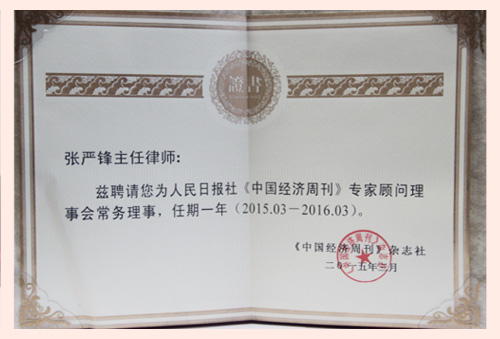 證書
张严锋主任律师：
兹聘请您为人民日报社《中国经济周刊》专家顾问理
事会常务理事，任期一年（2015.03－2016.03）。
《中国经济周刊》杂志社
二〇一五年三月